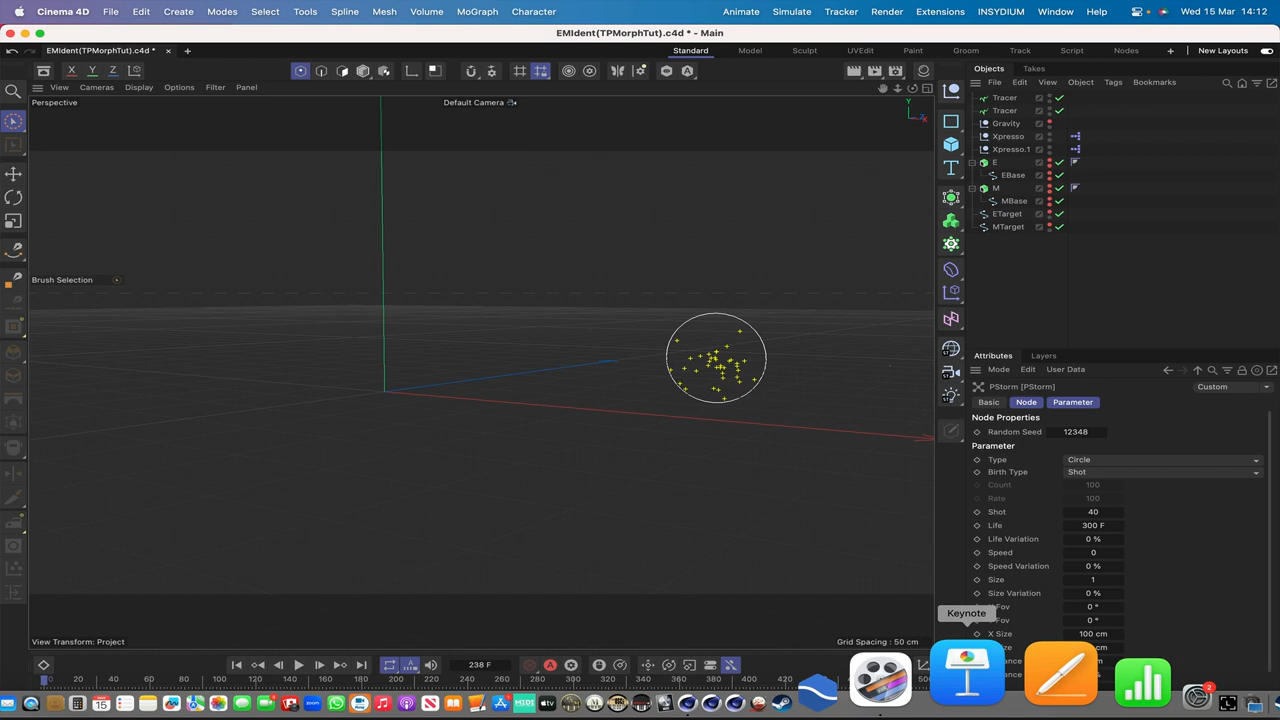 Cinema 4D File Edit Create Modes Select Tools Spline Mesh Volume MoGraph Character Animate Simulate Tracker Render Extensions INSYDIUM Window Help Wed 15 Mar 14:12
EMIdent(TPMorphTut).c4d * - Main
EMIdent(TPMorphTut).c4d * × + Standard Model Sculpt UVEdit Paint Groom Track Script Nodes + New Layouts
X Y Z
Objects Takes
View Cameras Display Options Filter Panel
File Edit View Object Tags Bookmarks
Perspective
Default Camera
Y
X
Tracer
Tracer
Gravity
Xpresso
Xpresso.1
E
EBase
M
MBase
ETarget
MTarget
Brush Selection
Attributes Layers
Mode Edit User Data
PStorm [PStorm] Custom
Basic Node Parameter
Node Properties
Random Seed 12348
Parameter
Type Circle
Birth Type Shot
Count 100
Rate 100
Shot 40
Life 300 F
Life Variation 0 %
Speed 0
Speed Variation 0 %
Size 1
Size Variation 0 %
Fov 0 °
Keynote
Fov 0 °
X Size 100 cm
View Transform: Project
Grid Spacing : 50 cm
238 F
0 20 40 60 80 100 120 140 160 180 200 220 240 260 280 300 320 340 360 380
2